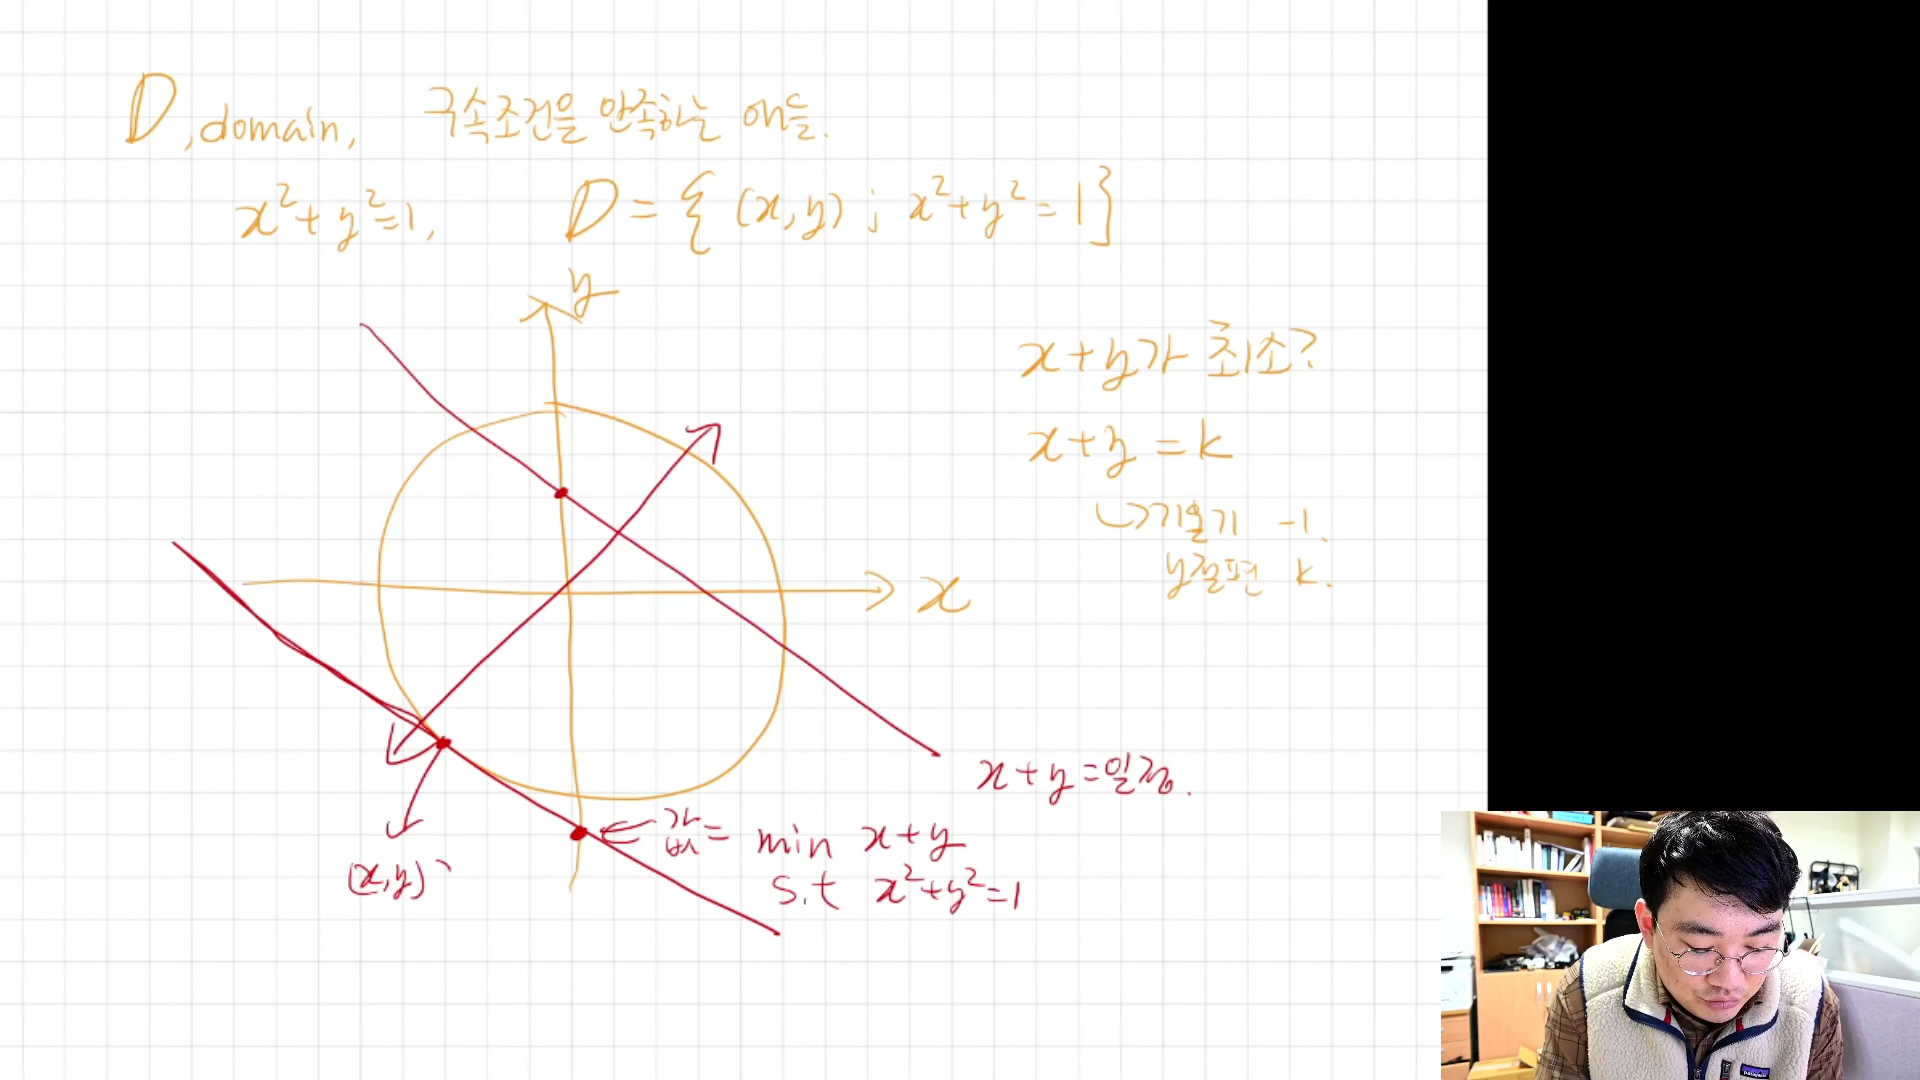 D, domain, 구속조건을 만족하는 애들.
x²+y²=1, D = { (x,y) ; x²+y² = 1}
y
x+y가 최소?
x+y = k
↳기울기 -1.
y절편 k.
x
x+y=일정.
값= min x+y
s.t x²+y²=1
(x,y)